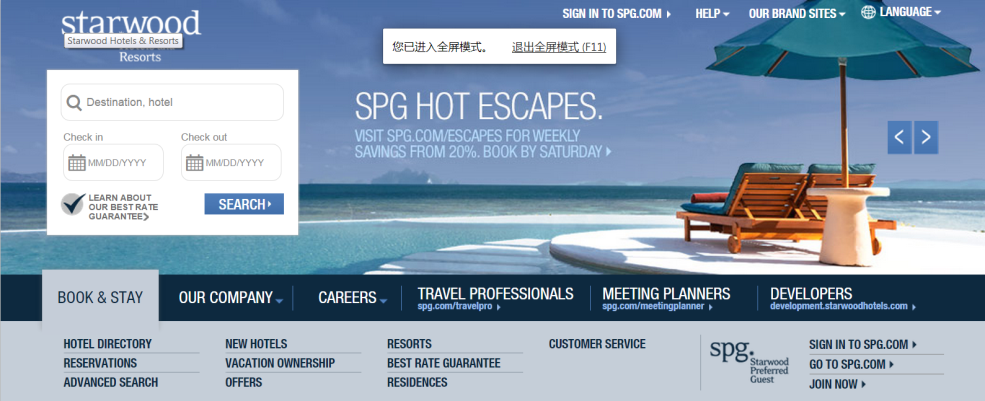 starwood
Starwood Hotels & Resorts
Resorts
SIGN IN TO SPG.COM
HELP
OUR BRAND SITES
LANGUAGE
您已进入全屏模式。 退出全屏模式 (F11)
Destination, hotel
Check in
Check out
MM/DD/YYYY
MM/DD/YYYY
LEARN ABOUT
OUR BEST RATE
GUARANTEE
SEARCH
SPG HOT ESCAPES.
VISIT SPG.COM/ESCAPES FOR WEEKLY
SAVINGS FROM 20%. BOOK BY SATURDAY
BOOK & STAY
OUR COMPANY
CAREERS
TRAVEL PROFESSIONALS
spg.com/travelpro
MEETING PLANNERS
spg.com/meetingplanner
DEVELOPERS
development.starwoodhotels.com
HOTEL DIRECTORY
RESERVATIONS
ADVANCED SEARCH
NEW HOTELS
VACATION OWNERSHIP
OFFERS
RESORTS
BEST RATE GUARANTEE
RESIDENCES
CUSTOMER SERVICE
spg.
Starwood
Preferred
Guest
SIGN IN TO SPG.COM
GO TO SPG.COM
JOIN NOW